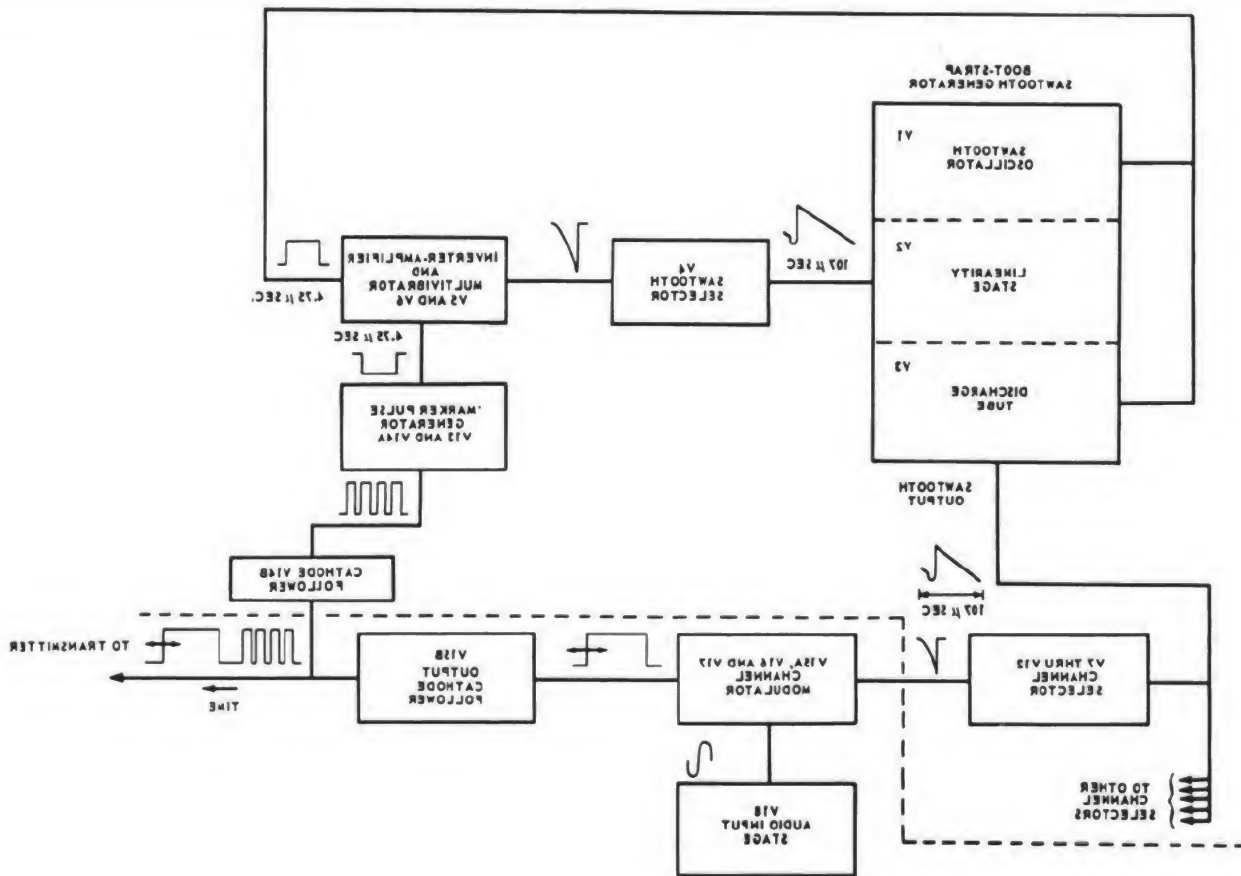 BOOT-STRAP
SAWTOOTH GENERATOR
V1
SAWTOOTH
OSCILLATOR
V2
LINEARITY
STAGE
V3
DISCHARGE
TUBE
107 μ SEC
V4
SAWTOOTH
SELECTOR
INVERTER-AMPLIFIER
AND
MULTIVIBRATOR
V5 AND V6
4.75 μ SEC.
4.75 μ SEC
'MARKER PULSE
GENERATOR
V13 AND V14A
CATHODE V14B
FOLLOWER
SAWTOOTH
OUTPUT
107 μ SEC
V7 THRU V12
CHANNEL
SELECTOR
TO OTHER
CHANNEL
SELECTORS
V15A, V16 AND V17
CHANNEL
MODULATOR
V18
AUDIO INPUT
STAGE
V15B
OUTPUT
CATHODE
FOLLOWER
TO TRANSMITTER
TIME